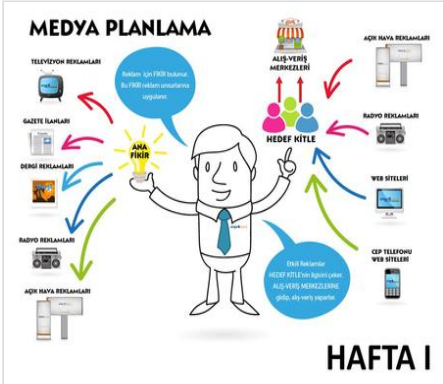 MEDYA PLANLAMA
TELEVİZYON REKLAMLARI
GAZETE İLANLARI
DERGİ REKLAMLARI
RADYO REKLAMLARI
AÇIK HAVA REKLAMLARI
Reklam için FİKİR bulunur.
Bu FİKİR reklam unsurlarına
uygulanır.
ANA
FİKİR
ALIŞ-VERİŞ
MERKEZLERİ
HEDEF KİTLE
AÇIK HAVA REKLAMLARI
RADYO REKLAMLARI
WEB SİTELERİ
CEP TELEFONU
WEB SİTELERİ
Etkili Reklamlar
HEDEF KİTLE'nin ilgisini çeker.
ALIŞ-VERİŞ MERKEZLERİNE
gidip, alış-veriş yaparlar.
HAFTA I